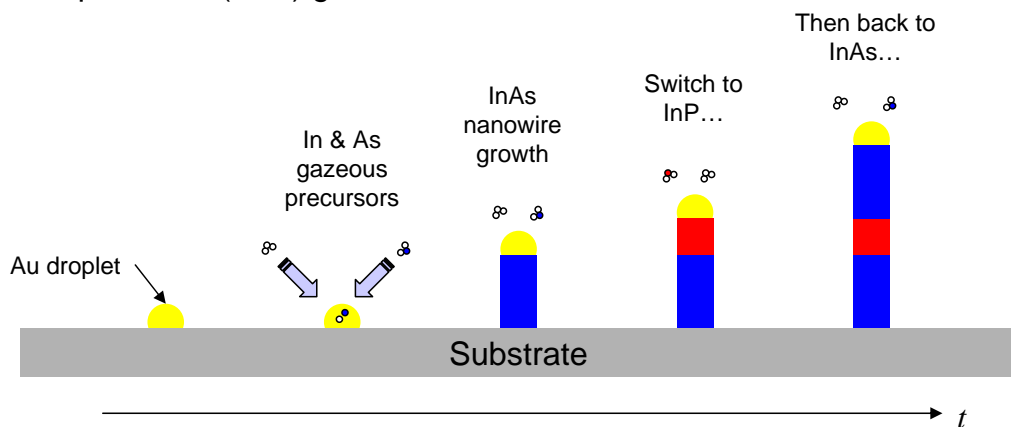 Then back to
InAs…
Switch to
InP…
InAs
nanowire
growth
In & As
gazeous
precursors
Au droplet
Substrate
t